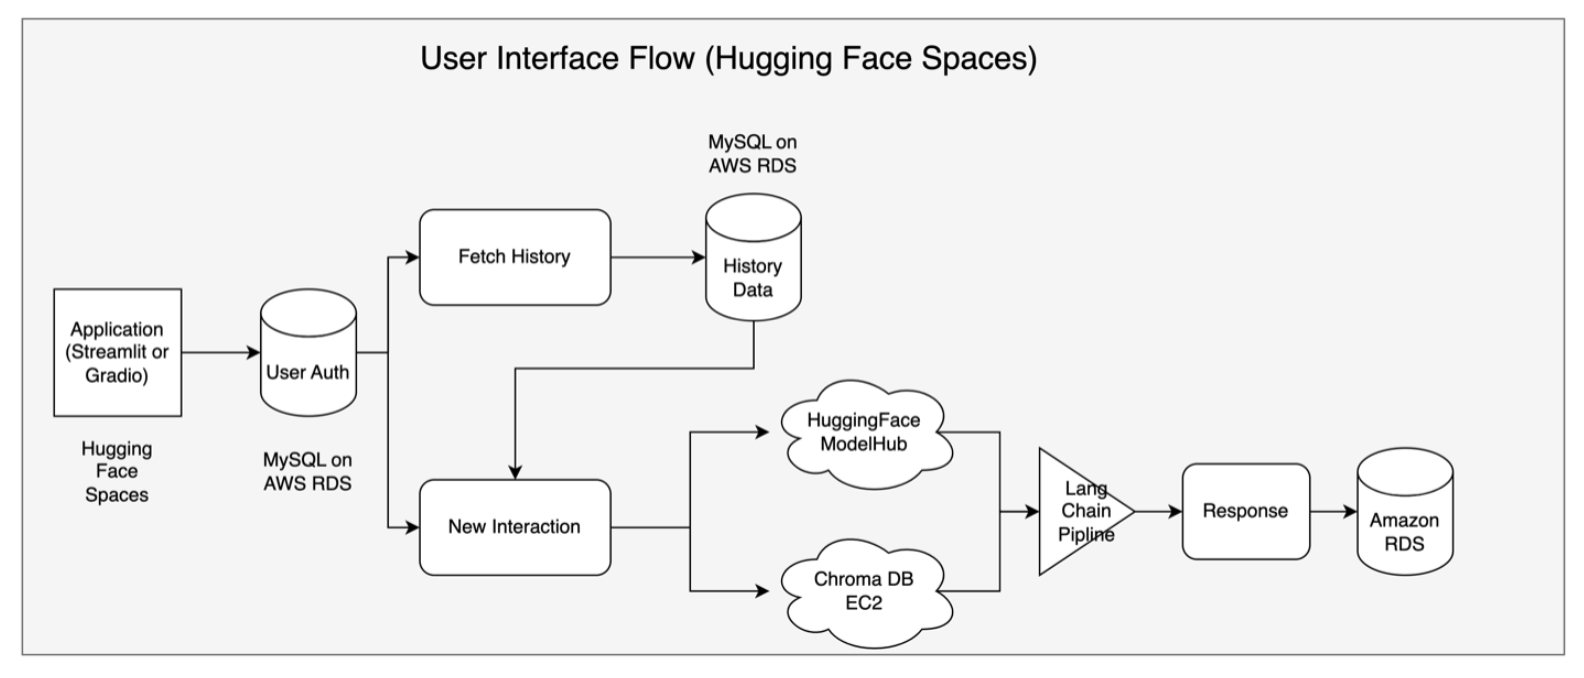 User Interface Flow (Hugging Face Spaces)
MySQL on
AWS RDS
Fetch History
History
Data
Application
(Streamlit or
Gradio)
User Auth
Hugging
Face
Spaces
MySQL on
AWS RDS
New Interaction
HuggingFace
ModelHub
Chroma DB
EC2
Lang
Chain
Pipline
Response
Amazon
RDS